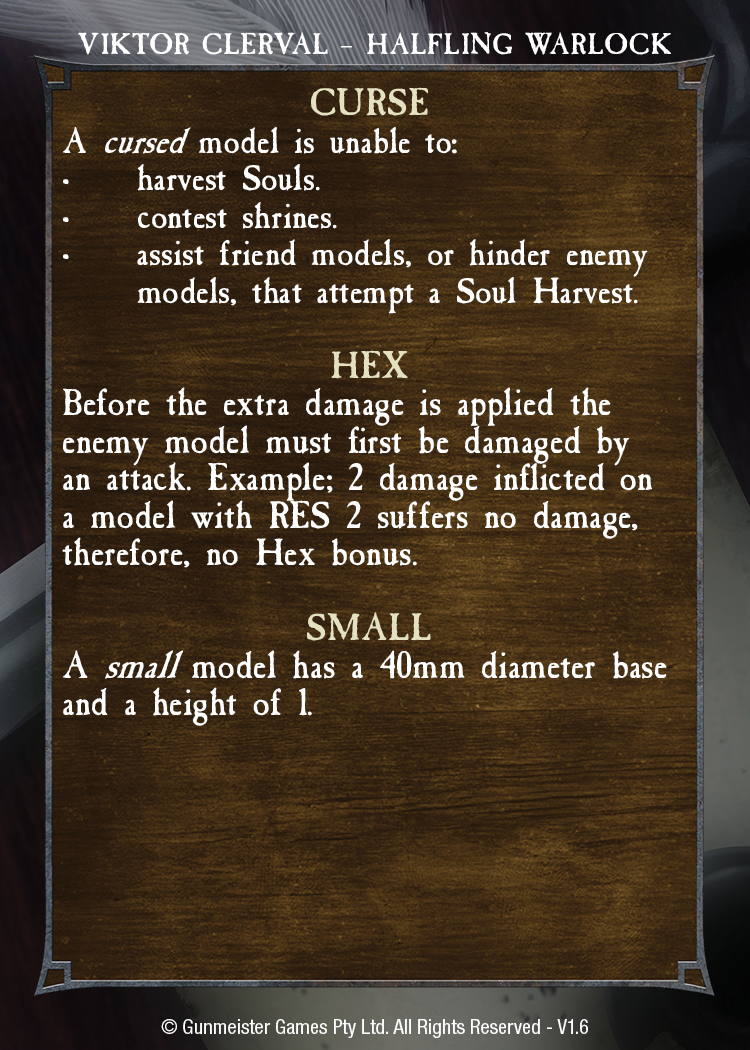 VIKTOR CLERVAL – HALFLING WARLOCK
CURSE
A cursed model is unable to:
• harvest Souls.
• contest shrines.
• assist friend models, or hinder enemy
models, that attempt a Soul Harvest.
HEX
Before the extra damage is applied the
enemy model must first be damaged by
an attack. Example; 2 damage inflicted on
a model with RES 2 suffers no damage,
therefore, no Hex bonus.
SMALL
A small model has a 40mm diameter base
and a height of 1.
© Gunmeister Games Pty Ltd. All Rights Reserved - V1.6